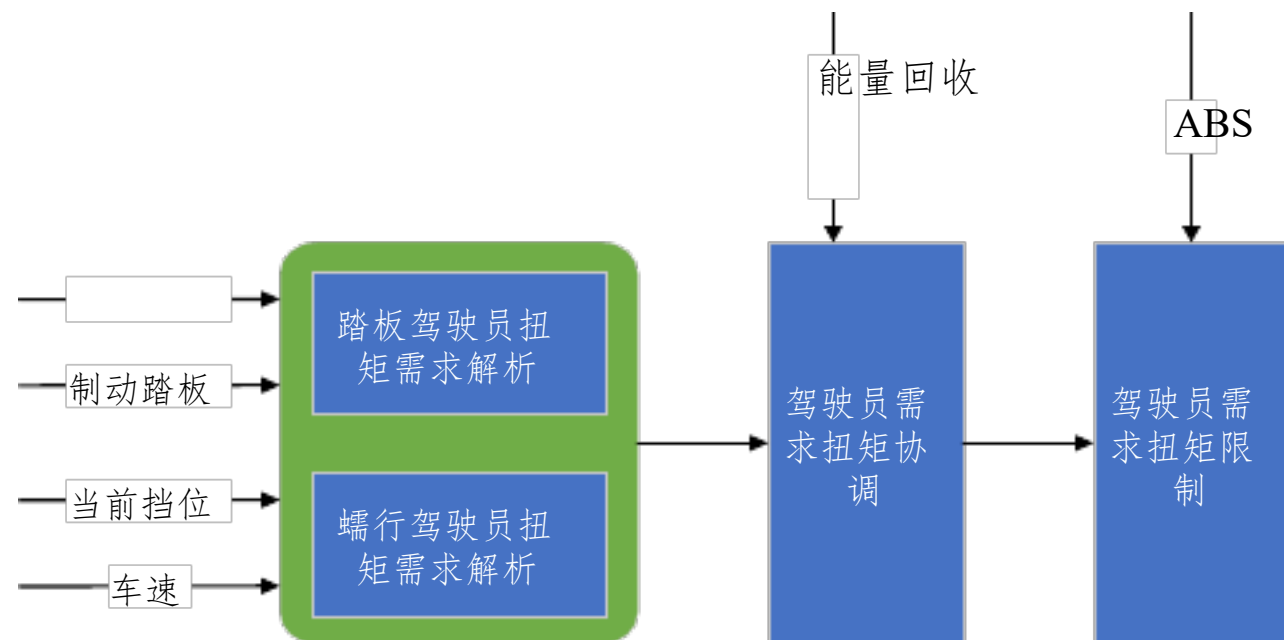 能量回收
ABS
制动踏板
当前挡位
车速
踏板驾驶员扭
矩需求解析
蠕行驾驶员扭
矩需求解析
驾驶员需
求扭矩协
调
驾驶员需
求扭矩限
制